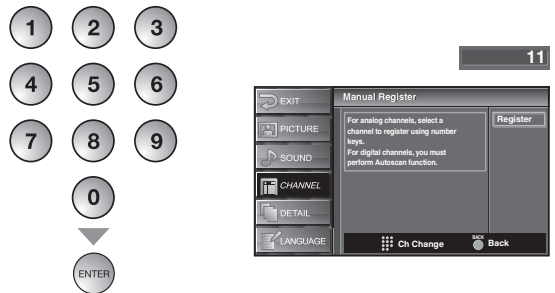 1 2 3
4 5 6
7 8 9
0
ENTER
11
EXIT
PICTURE
SOUND
CHANNEL
DETAIL
LANGUAGE
Manual Register
For analog channels, select a
channel to register using number
keys.
For digital channels, you must
perform Autoscan function.
Register
Ch Change
BACK
Back